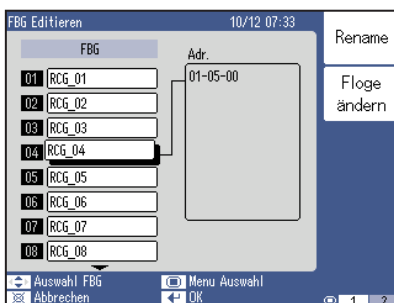 FBG Editieren 10/12 07:33
Rename
Floge
ändern
FBG
Adr.
01 RCG_01
02 RCG_02
03 RCG_03
04 RCG_04
05 RCG_05
06 RCG_06
07 RCG_07
08 RCG_08
01-05-00
Auswahl FBG Menu Auswahl
Abbrechen OK 1 2